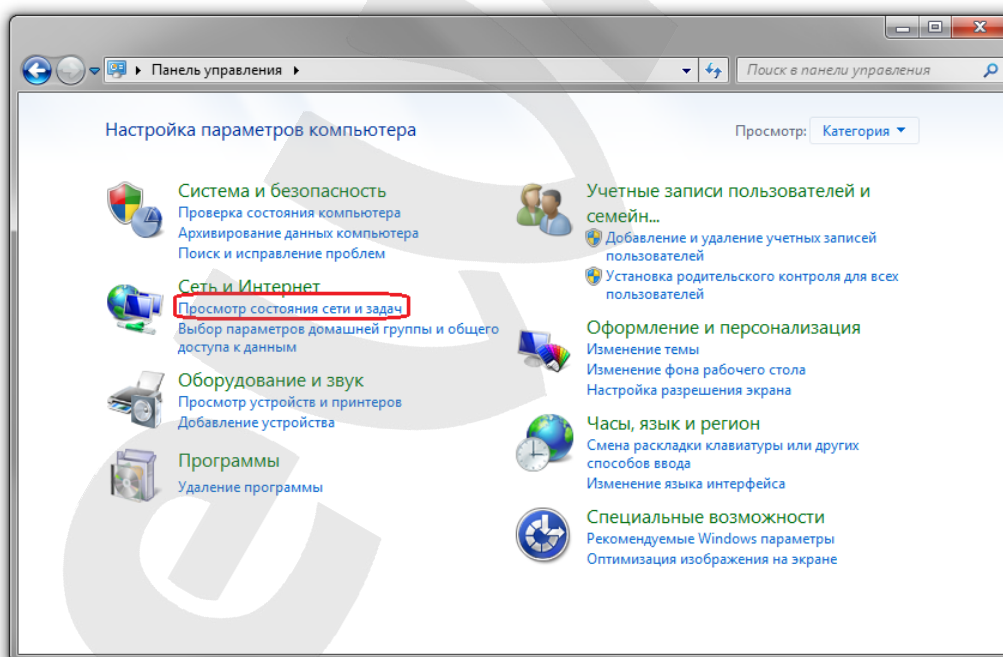 Панель управления
Поиск в панели управления
Настройка параметров компьютера
Просмотр: Категория
Система и безопасность
Проверка состояния компьютера
Архивирование данных компьютера
Поиск и исправление проблем
Сеть и Интернет
Просмотр состояния сети и задач
Выбор параметров домашней группы и общего
доступа к данным
Оборудование и звук
Просмотр устройств и принтеров
Добавление устройства
Программы
Удаление программы
Учетные записи пользователей и
семейн...
Добавление и удаление учетных записей
пользователей
Установка родительского контроля для всех
пользователей
Оформление и персонализация
Изменение темы
Изменение фона рабочего стола
Настройка разрешения экрана
Часы, язык и регион
Смена раскладки клавиатуры или других
способов ввода
Изменение языка интерфейса
Специальные возможности
Рекомендуемые Windows параметры
Оптимизация изображения на экране